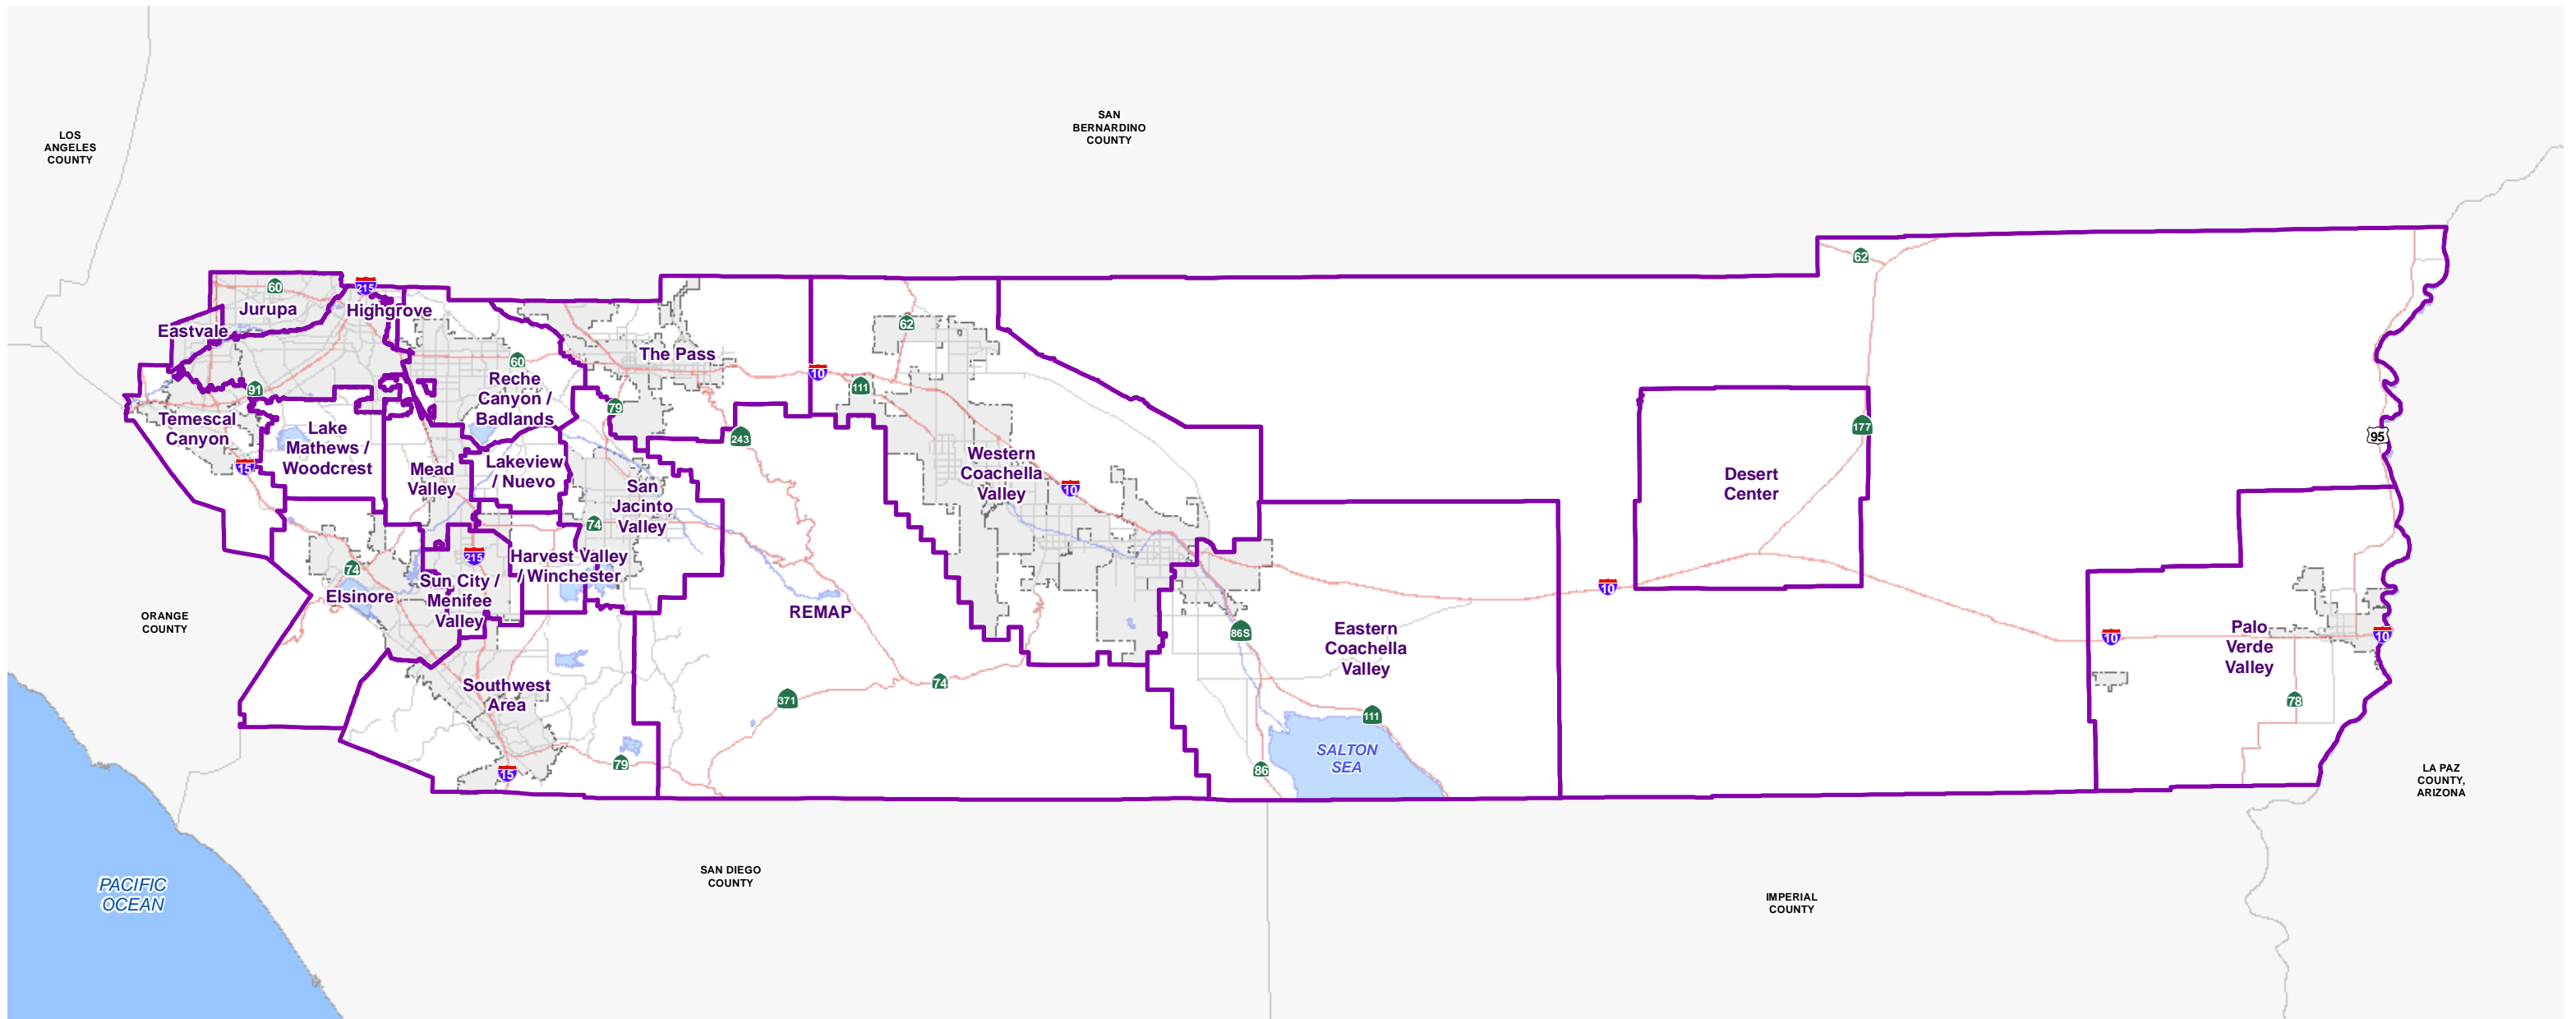 SAN
BERNARDINO
COUNTY
LOS
ANGELES
COUNTY
62
60
215
Jurupa
Highgrove
Eastvale
62
The Pass
60
10
111
91
Reche
Canyon /
Badlands
79
Temescal
Canyon
Lake
Mathews /
Woodcrest
243
177
95
15
Mead
Valley
Lakeview
/ Nuevo
Western
Coachella
Valley
10
Desert
Center
San
Jacinto
Valley
74
215
Harvest Valley
/ Winchester
74
Elsinore
Sun City /
Menifee
Valley
REMAP
10
ORANGE
COUNTY
86S
Eastern
Coachella
Valley
10
Palo
Verde
Valley
10
Southwest
Area
74
371
78
111
SALTON
SEA
15
79
86
LA PAZ
COUNTY,
ARIZONA
SAN DIEGO
COUNTY
PACIFIC
OCEAN
IMPERIAL
COUNTY